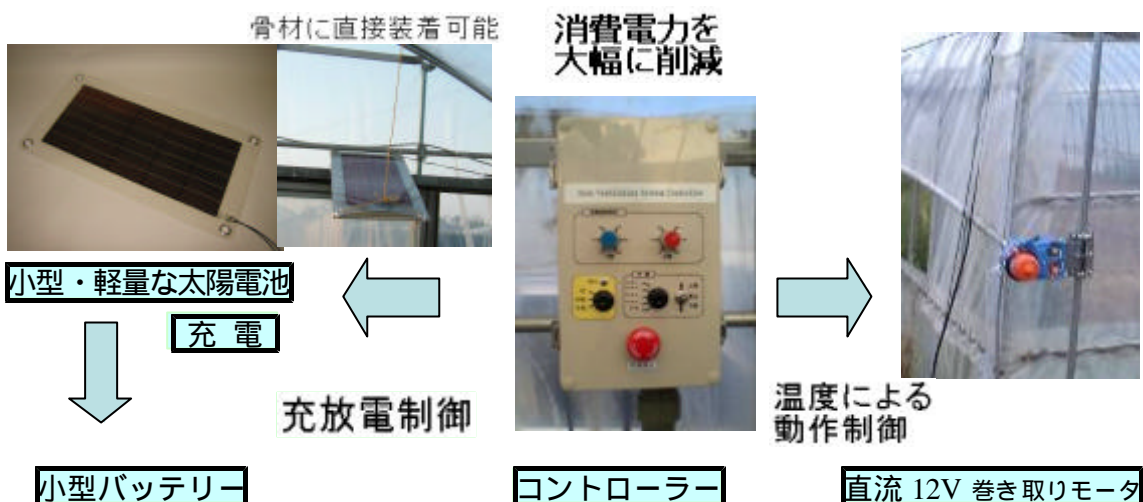 骨材に直接装着可能
消費電力を
大幅に削減
小型・軽量な太陽電池
充 電
充放電制御
温度による
動作制御
小型バッテリー
コントローラー
直流 12V 巻き取りモータ